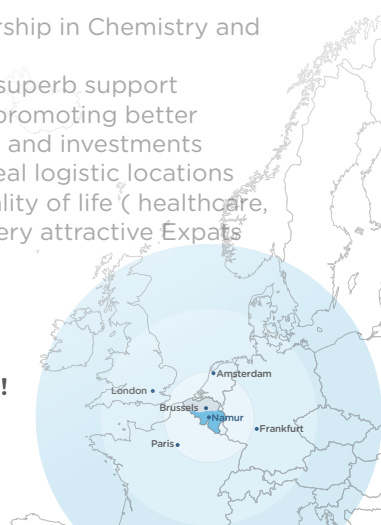 rship in Chemistry and
superb support
promoting better
and investments
eal logistic locations
ality of life ( healthcare,
ery attractive Expats
!
Amsterdam
London
Brussels
Namur
Frankfurt
Paris